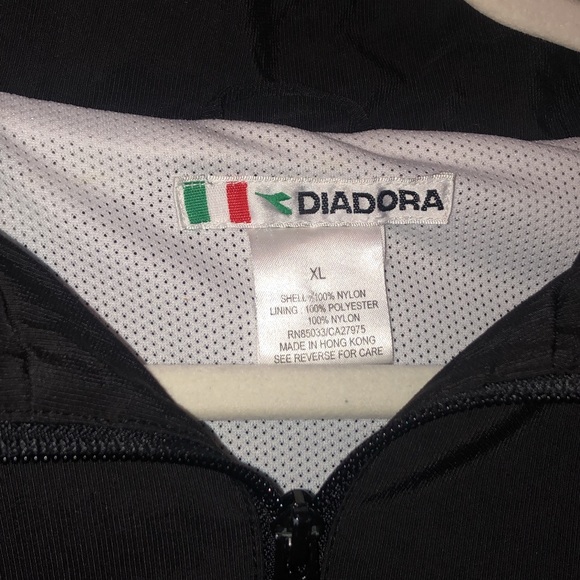 DIADORA
XL
SHELL : 100% NYLON
LINING : 100% POLYESTER
100% NYLON
RN85033/CA27975
MADE IN HONG KONG
SEE REVERSE FOR CARE